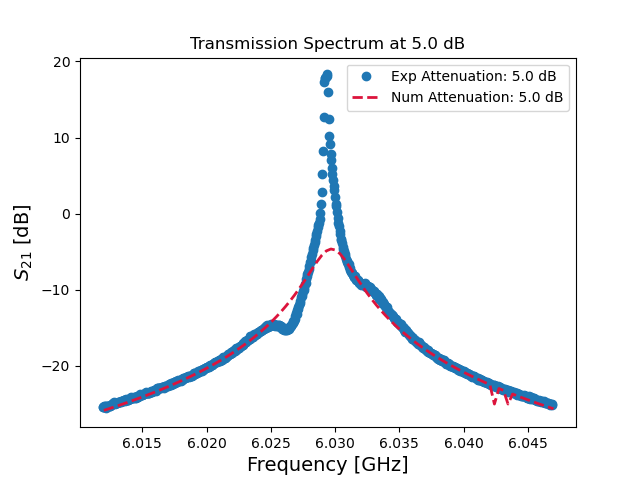 Transmission Spectrum at 5.0 dB
Exp Attenuation: 5.0 dB
Num Attenuation: 5.0 dB
S21 [dB]
20
10
0
−10
−20
6.015 6.020 6.025 6.030 6.035 6.040 6.045
Frequency [GHz]